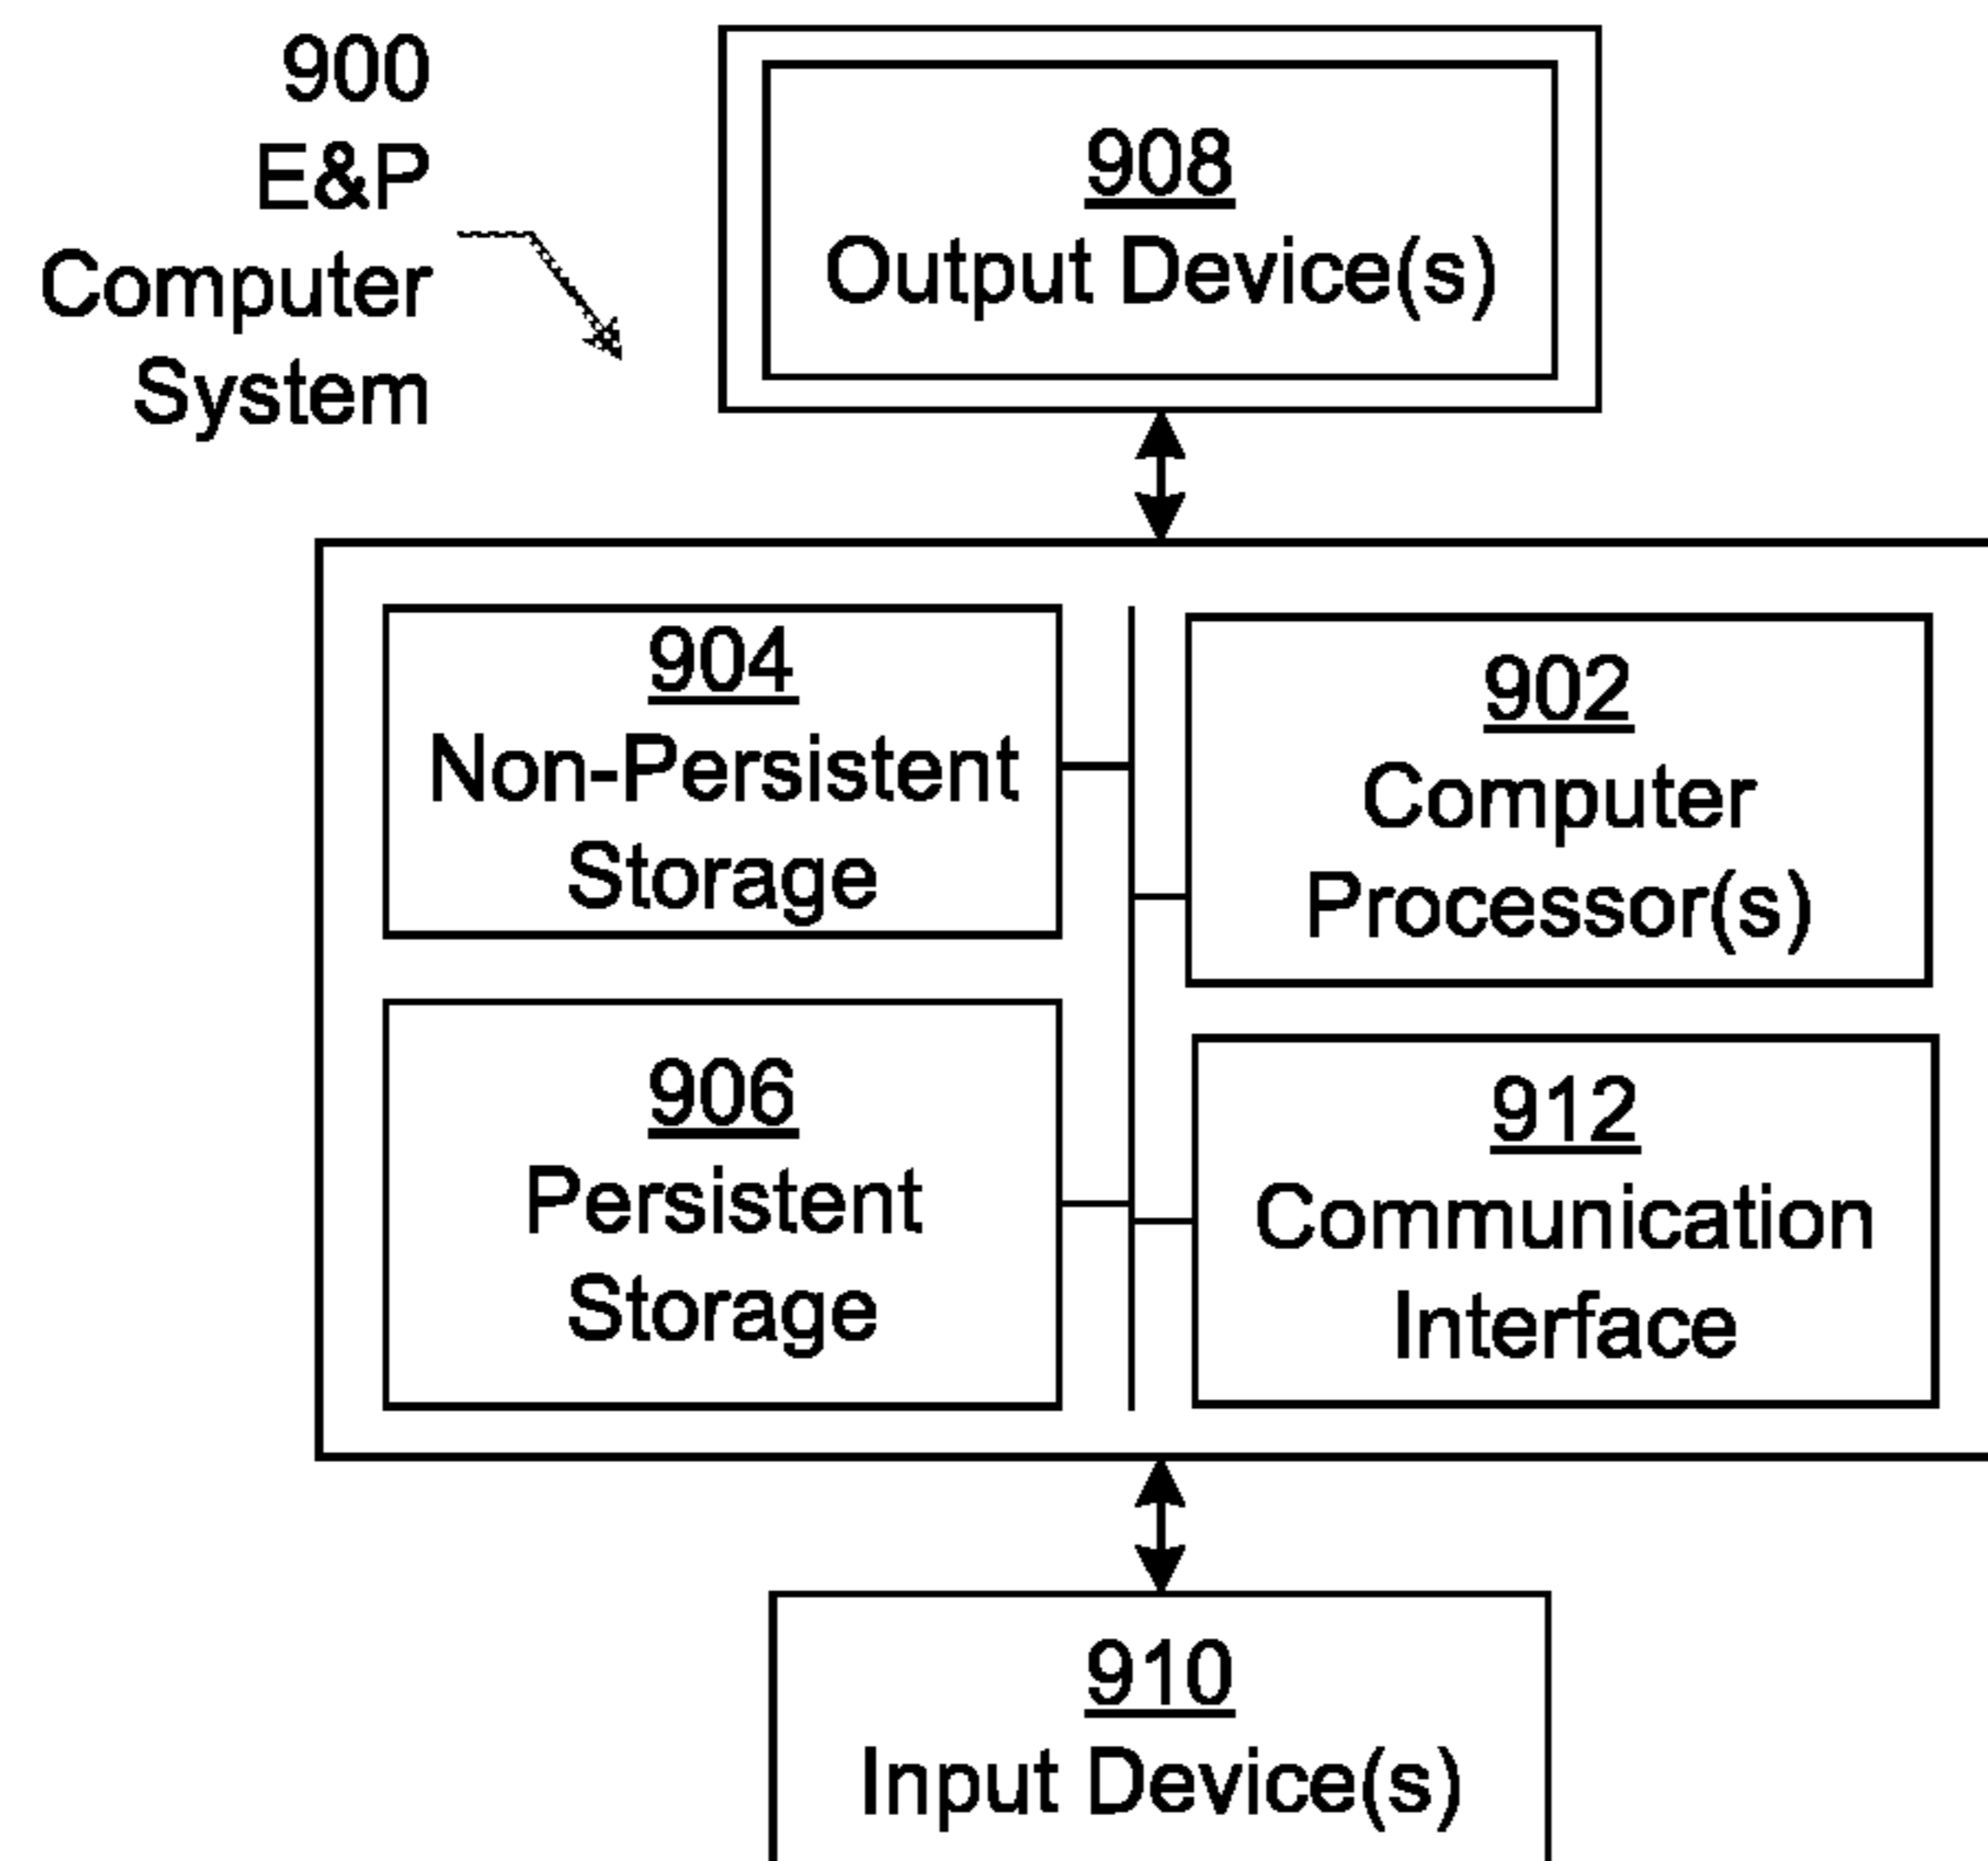 900
E&P
Computer
System
908
Output Device(s)
904
Non-Persistent
Storage
902
Computer
Processor(s)
906
Persistent
Storage
912
Communication
Interface
910
Input Device(s)